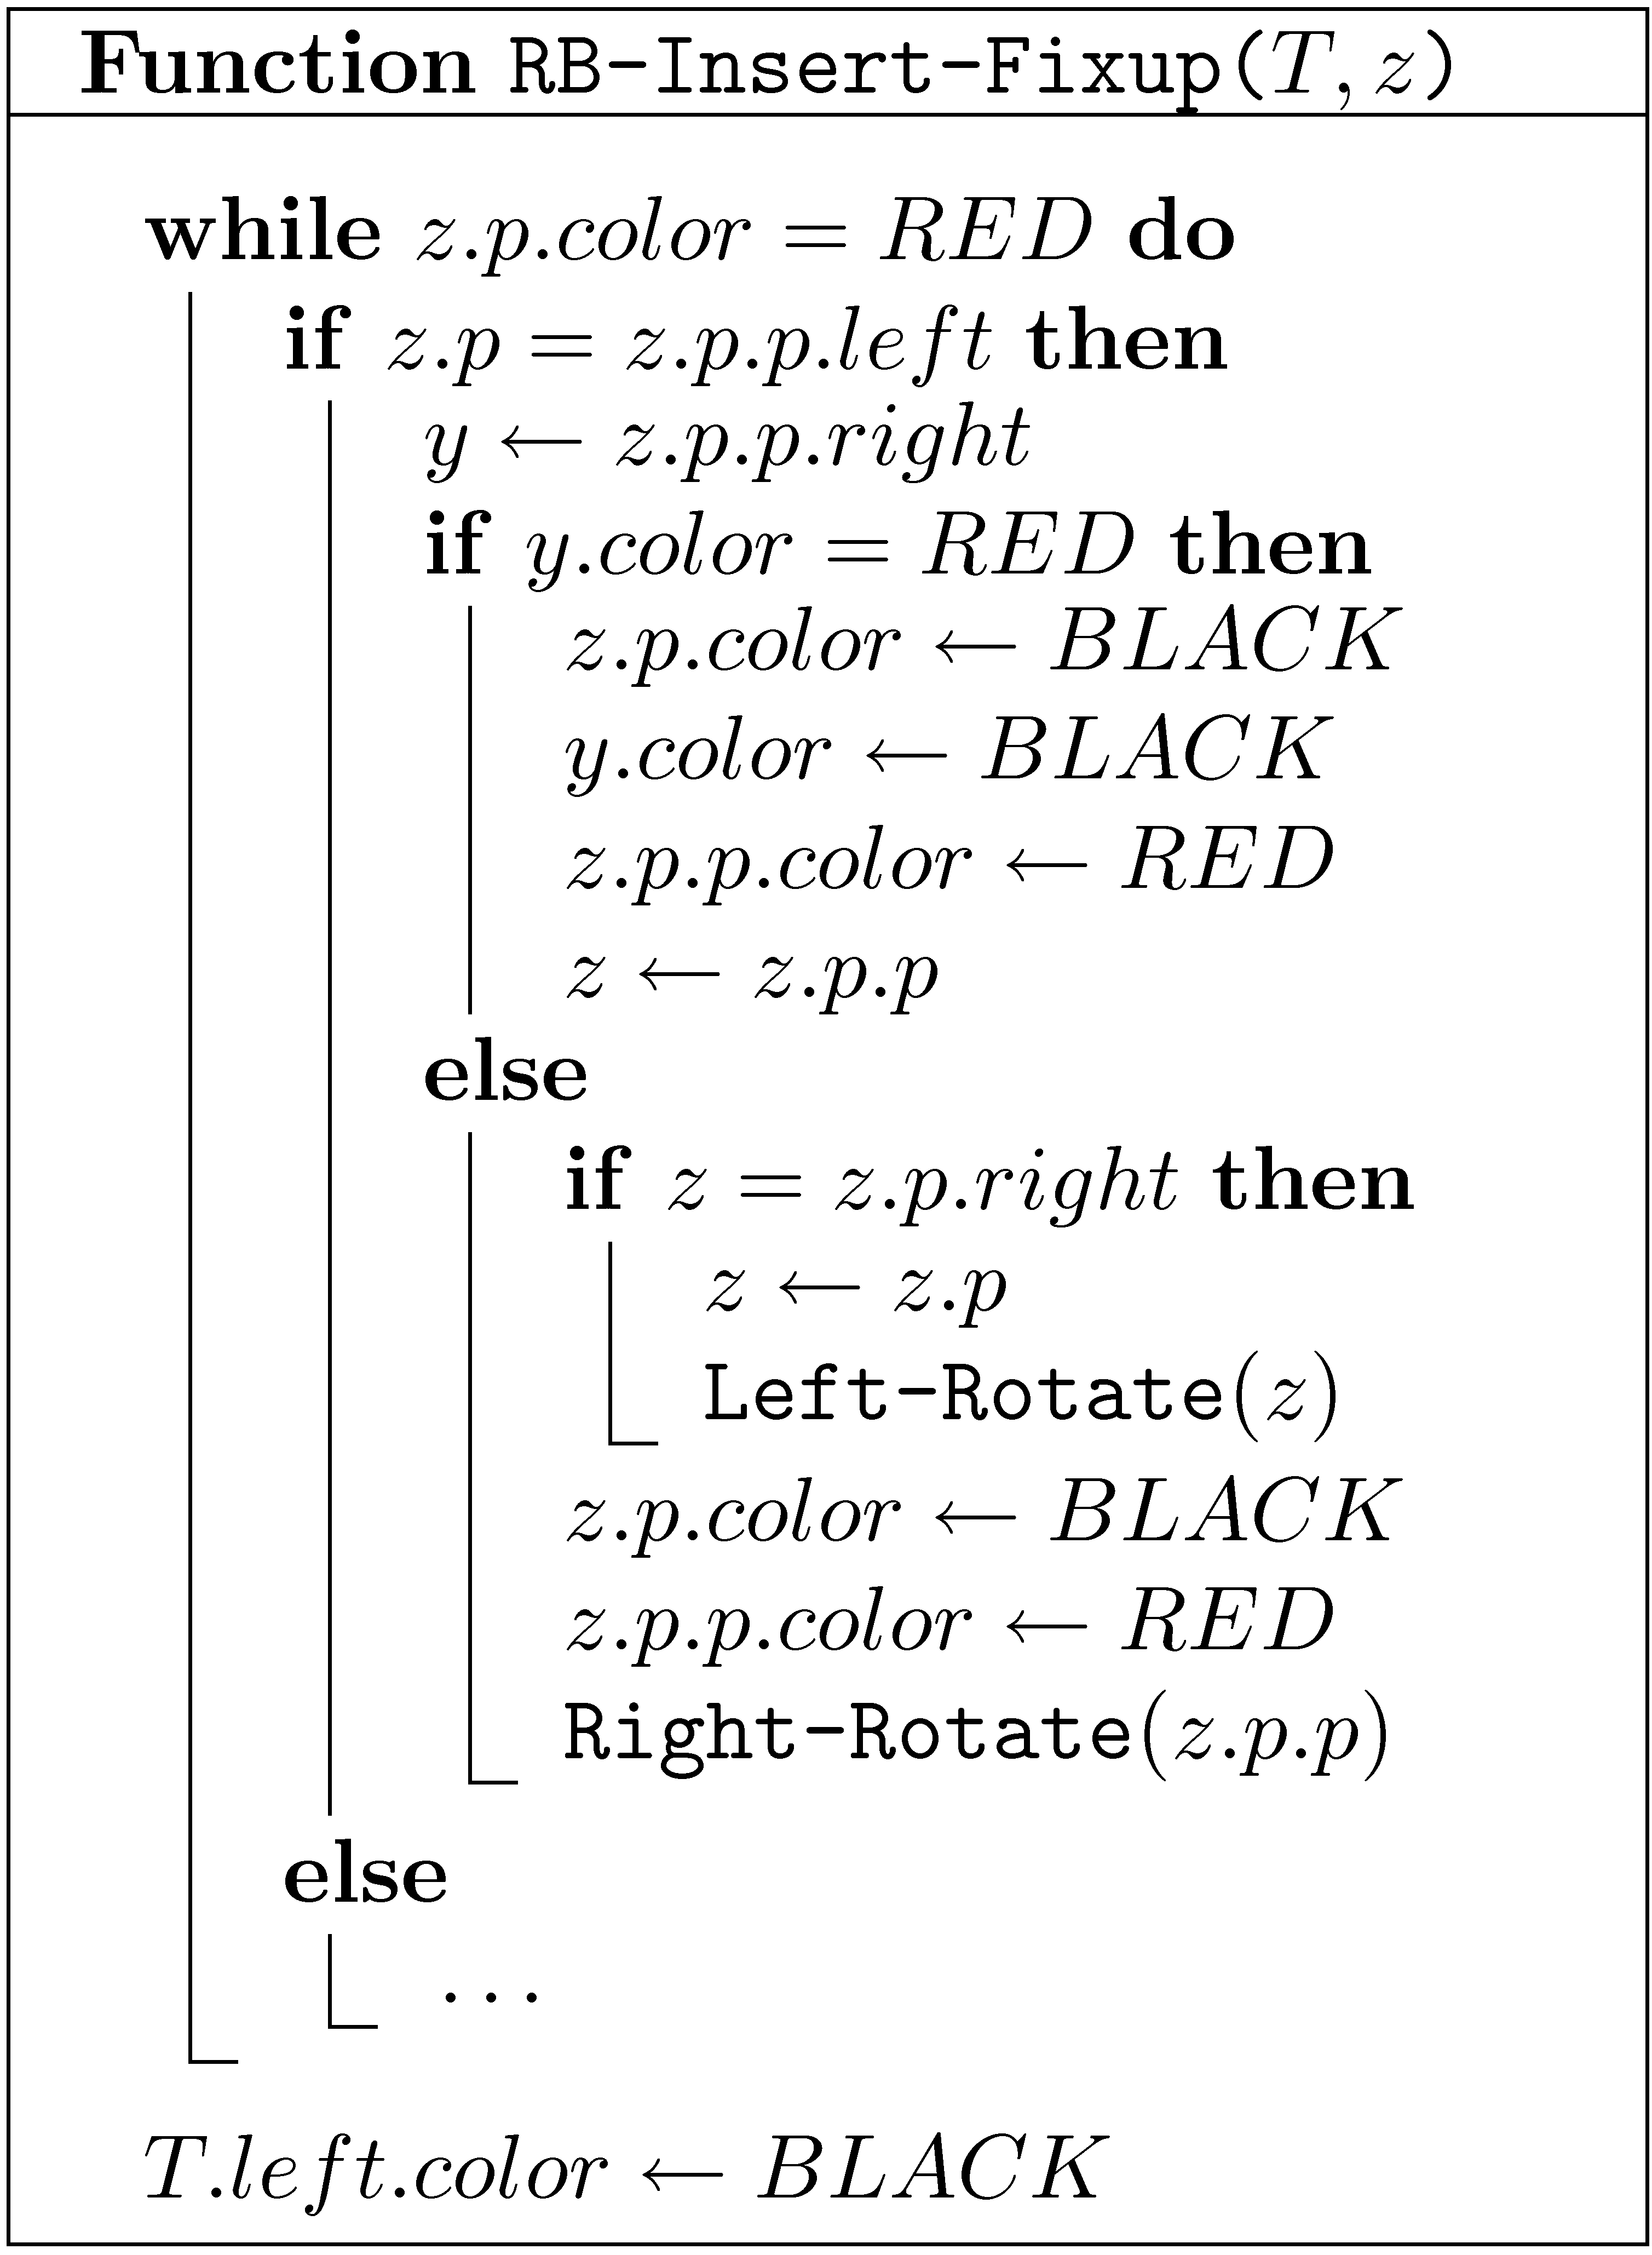 Function RB-Insert-Fixup(T, z)
while z.p.color = RED do
if z.p = z.p.p.left then
y ← z.p.p.right
if y.color = RED then
z.p.color ← BLACK
y.color ← BLACK
z.p.p.color ← RED
z ← z.p.p
else
if z = z.p.right then
z ← z.p
Left-Rotate(z)
z.p.color ← BLACK
z.p.p.color ← RED
Right-Rotate(z.p.p)
else
...
T.left.color ← BLACK